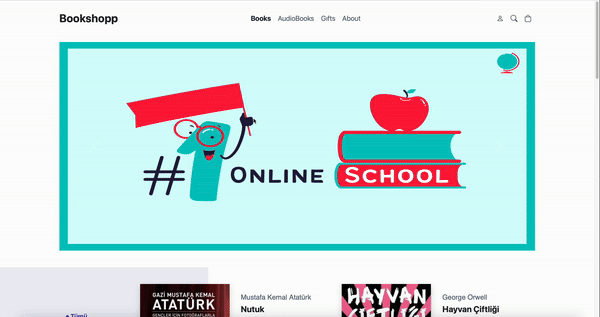 Bookshopp
Books AudioBooks Gifts About
#1 ONLINE SCHOOL
Tümü
GAZİ MUSTAFA KEMAL
ATATÜRK
GENÇLER İÇİN FOTOĞRAFLARLA
Mustafa Kemal Atatürk
Nutuk
HAYVAN
ÇİFTLİĞİ
George Orwell
Hayvan Çiftliği